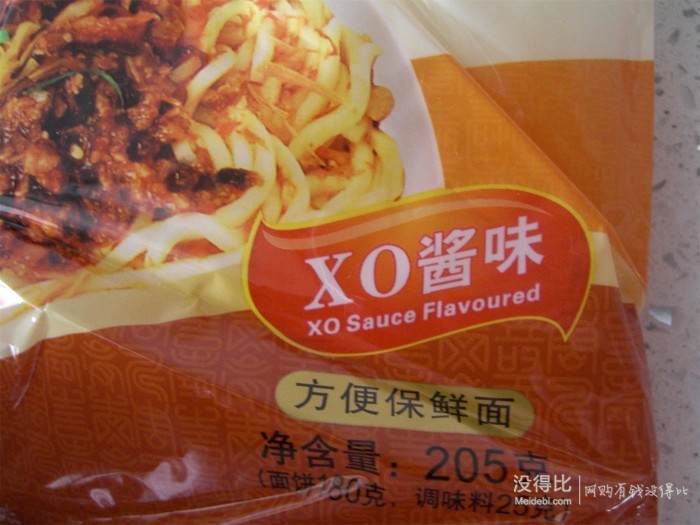 XO酱味
XO Sauce Flavoured
方便保鲜面
净含量：205克
(面饼180克，调味料25克)
没得比 网购有钱没得比
Meidebi.com